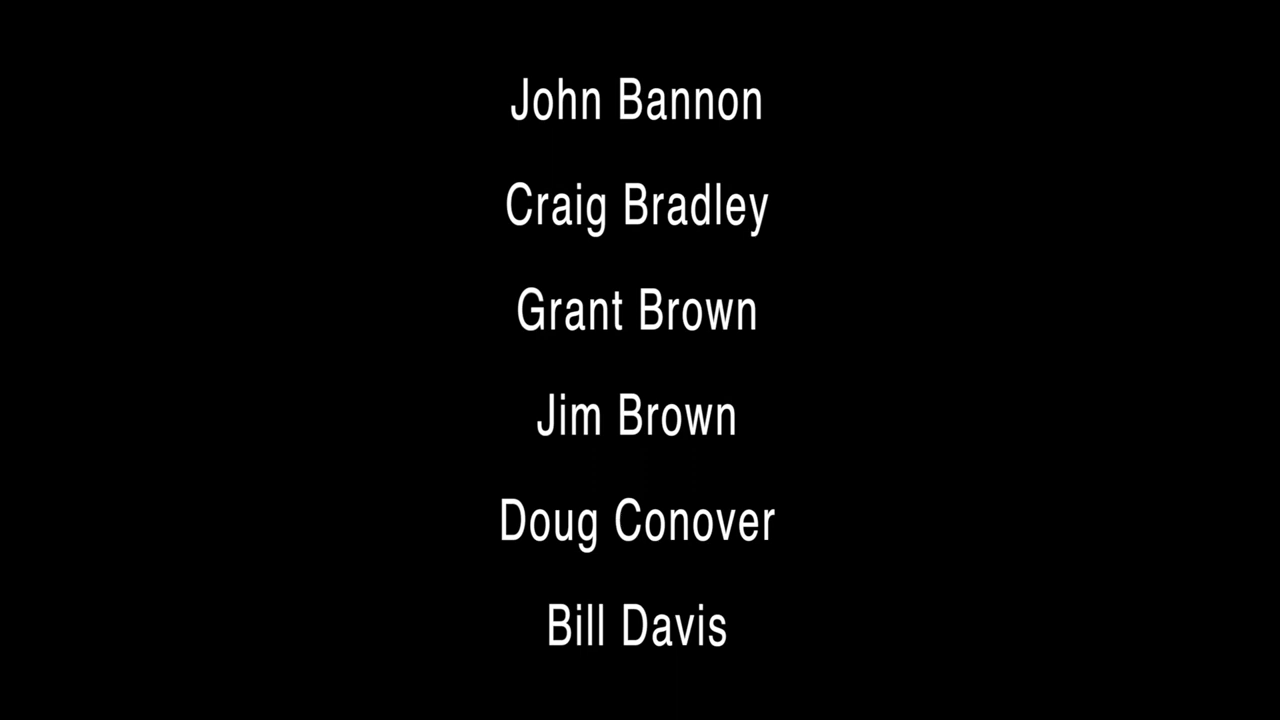 John Bannon
Craig Bradley
Grant Brown
Jim Brown
Doug Conover
Bill Davis